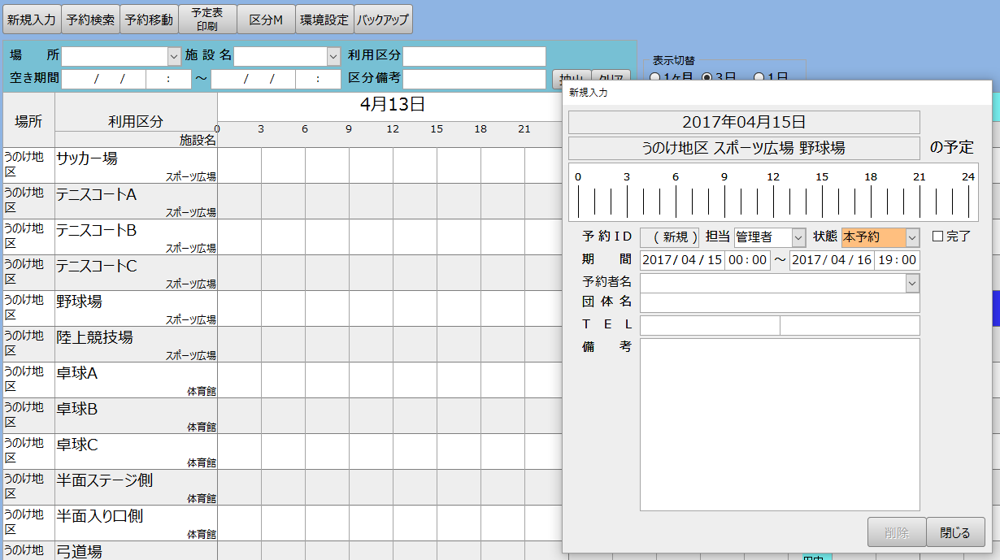 新規入力 予約検索 予約移動 予定表 区分M 環境設定 バックアップ
印刷
場 所 施 設 名 利用区分
空き期間 / / : ～ / / : 区分備考
表示切替
3日 1日
4月13日
場所 利用区分
施設名
0 3 6 9 12 15 18 21
うのけ地区 サッカー場 スポーツ広場
うのけ地区 テニスコートA スポーツ広場
うのけ地区 テニスコートB スポーツ広場
うのけ地区 テニスコートC スポーツ広場
うのけ地区 野球場 スポーツ広場
うのけ地区 陸上競技場 スポーツ広場
うのけ地区 卓球A 体育館
うのけ地区 卓球B 体育館
うのけ地区 卓球C 体育館
うのけ地区 半面ステージ側 体育館
うのけ地区 半面入り口側 体育館
うのけ地 弓道場
新規入力
2017年04月15日
うのけ地区 スポーツ広場 野球場 の予定
0 3 6 9 12 15 18 21 24
予 約 I D （ 新規 ） 担当 管理者 状態 本予約 完了
期 間 2017/ 04 / 15 00 : 00 ～ 2017/ 04 / 16 19 : 00
予約者名
団 体 名
T E L
備 考
削除 閉じる